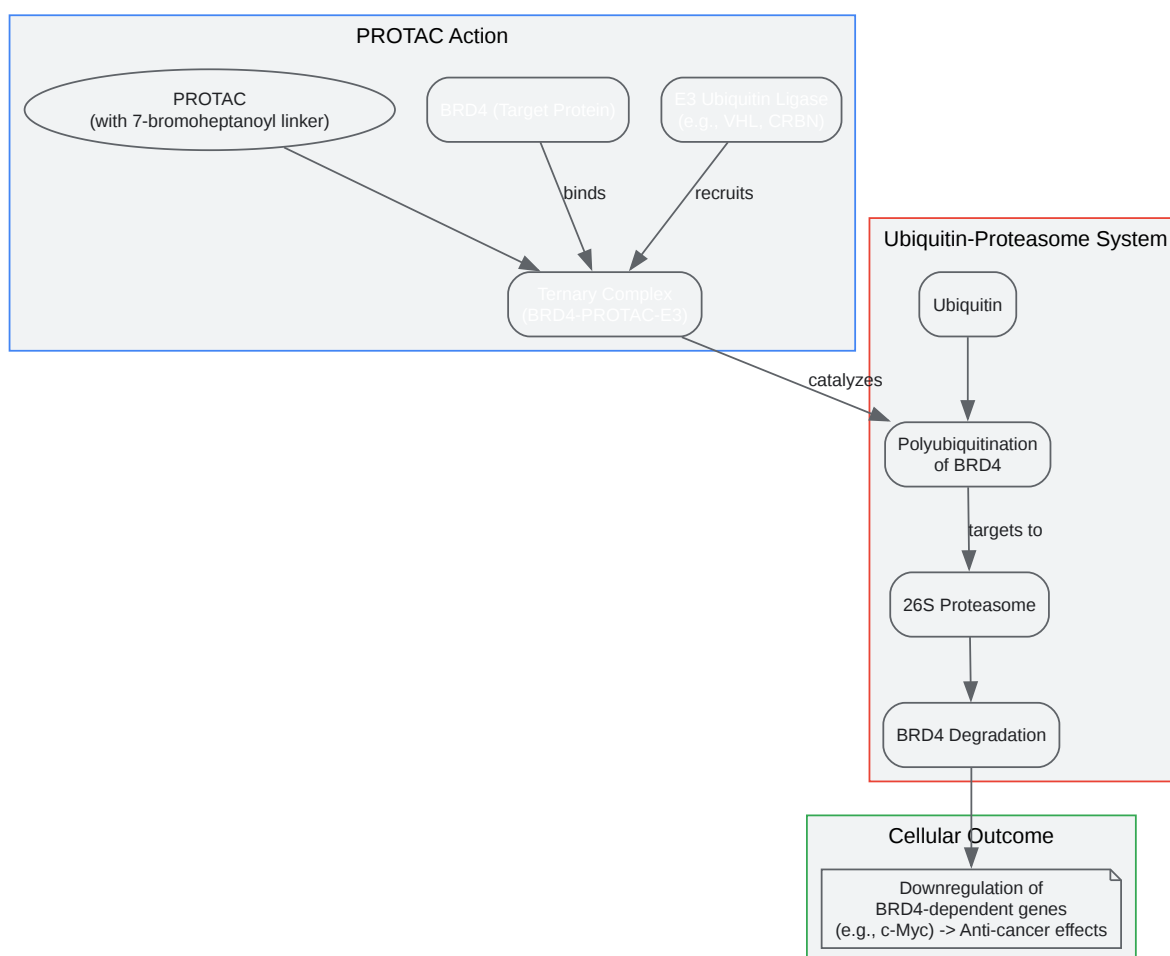 PROTAC Action
PROTAC
(with 7-bromoheptanoyl linker)
BRD4 (Target Protein)
E3 Ubiquitin Ligase
(e.g., VHL, CRBN)
binds
recruits
Ternary Complex
(BRD4-PROTAC-E3)
catalyzes
Ubiquitin-Proteasome System
Ubiquitin
Polyubiquitination
of BRD4
targets to
26S Proteasome
BRD4 Degradation
Cellular Outcome
Downregulation of
BRD4-dependent genes
(e.g., c-Myc) -> Anti-cancer effects